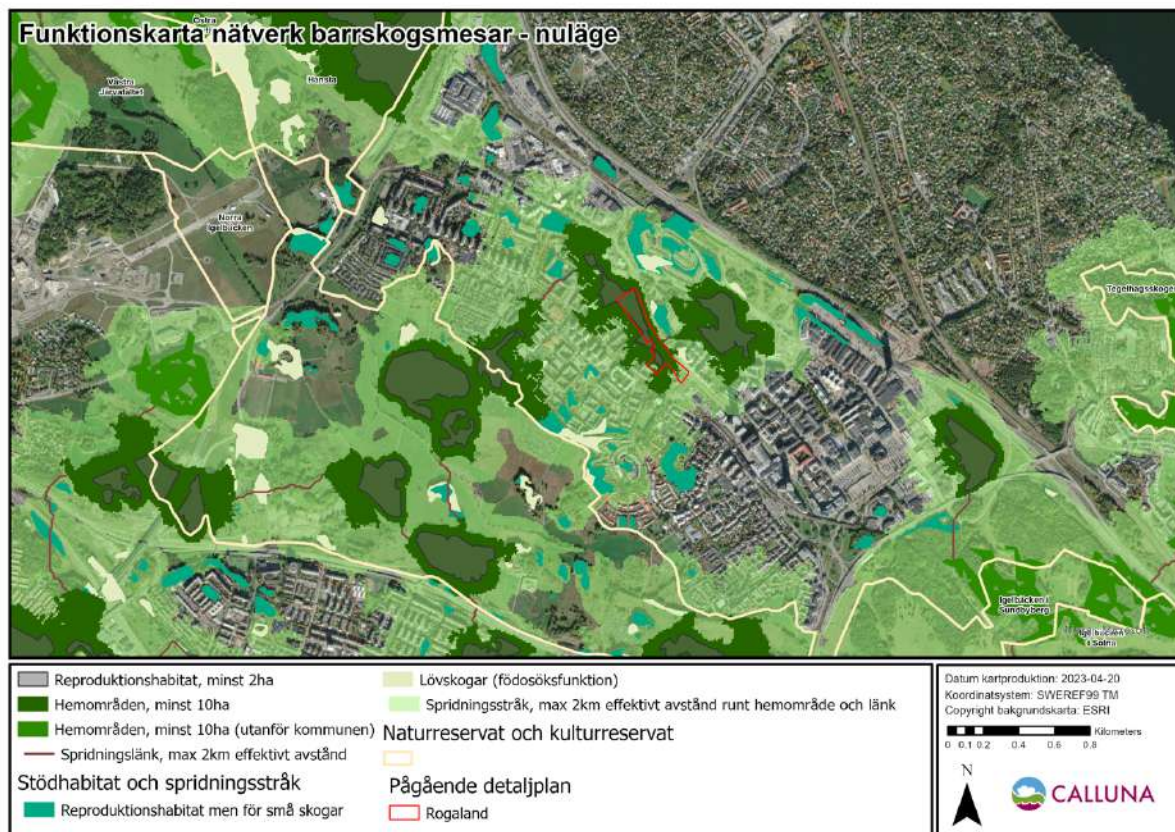 Funktionskarta nätverk barrskogsmesar - nuläge
Östra
Hansta
Västra
Järvafältet
Norra
Igelbäcken
Tegelhagsskogen
Igelbäcken i
Sundbyberg
i Solna
Reproduktionshabitat, minst 2ha
Hemområden, minst 10ha
Hemområden, minst 10ha (utanför kommunen)
Spridningslänk, max 2km effektivt avstånd
Stödhabitat och spridningsstråk
Reproduktionshabitat men för små skogar
Lövskogar (födosöksfunktion)
Spridningsstråk, max 2km effektivt avstånd runt hemområde och länk
Naturreservat och kulturreservat
Pågående detaljplan
Rogaland
Datum kartproduktion: 2023-04-20
Koordinatsystem: SWEREF99 TM
Copyright bakgrundskarta: ESRI
Kilometers
0 0.1 0.2 0.4 0.6 0.8
N
CALLUNA